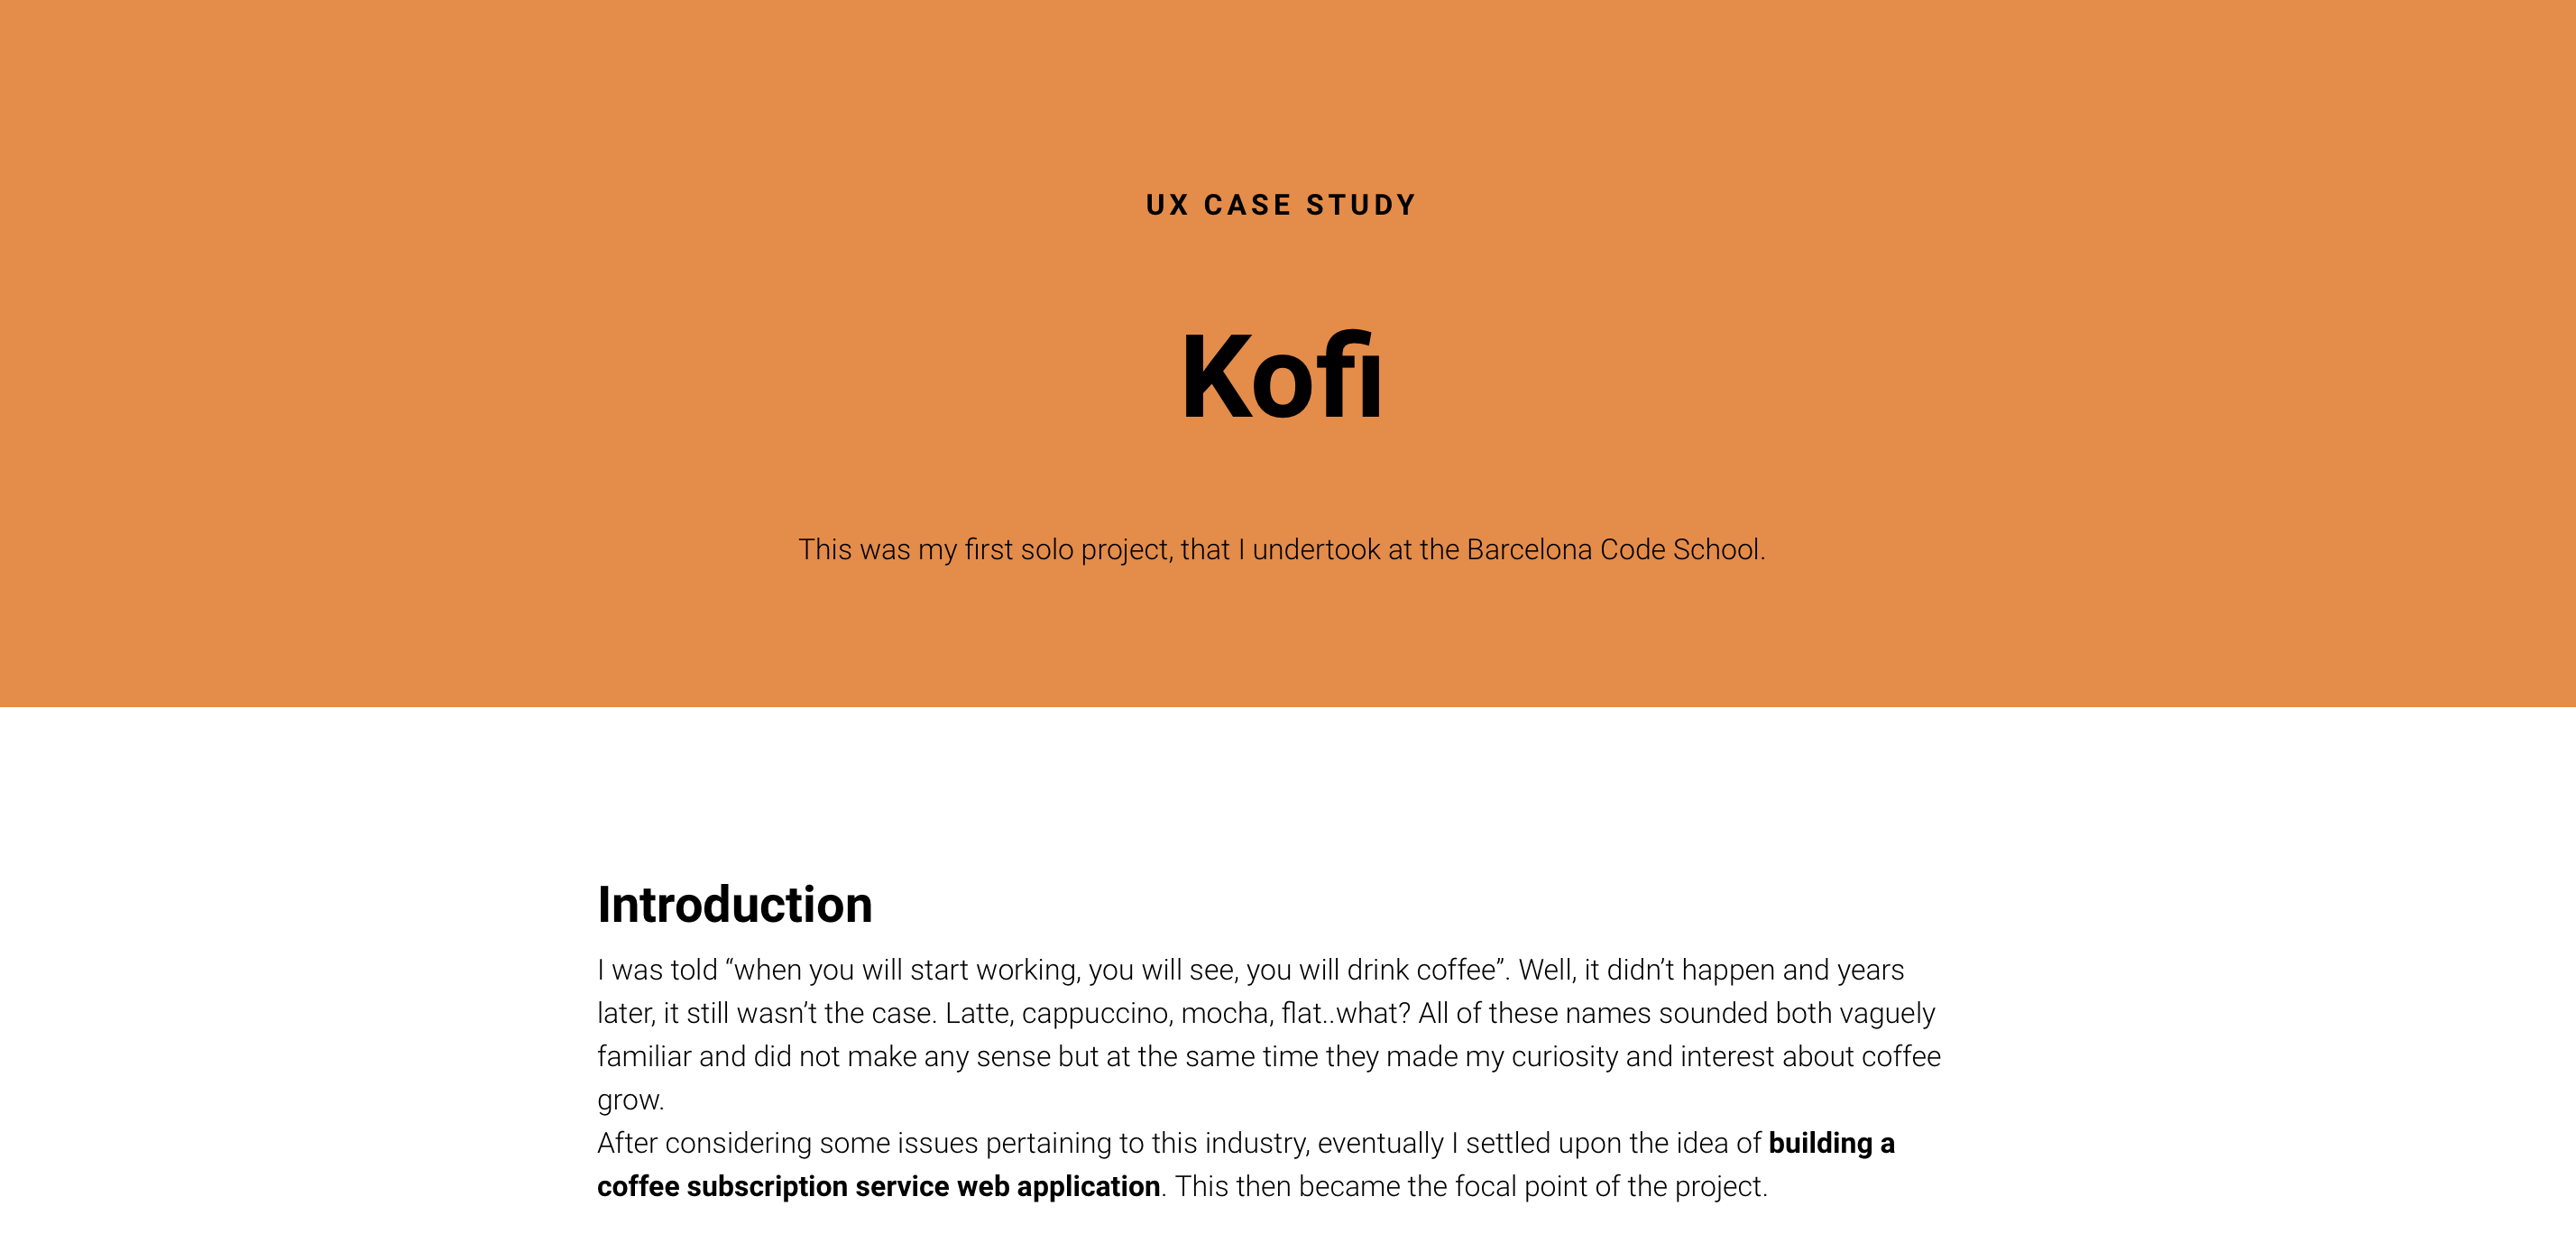 UX CASE STUDY
Kofi
This was my first solo project, that I undertook at the Barcelona Code School.
Introduction
I was told “when you will start working, you will see, you will drink coffee”. Well, it didn’t happen and years
later, it still wasn’t the case. Latte, cappuccino, mocha, flat..what? All of these names sounded both vaguely
familiar and did not make any sense but at the same time they made my curiosity and interest about coffee
grow.
After considering some issues pertaining to this industry, eventually I settled upon the idea of building a
coffee subscription service web application. This then became the focal point of the project.